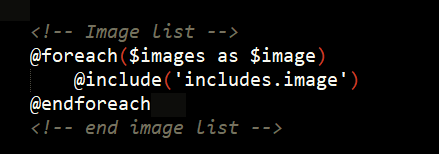 <!-- Image list -->
@foreach($images as $image)
@include('includes.image')
@endforeach
<!-- end image list -->